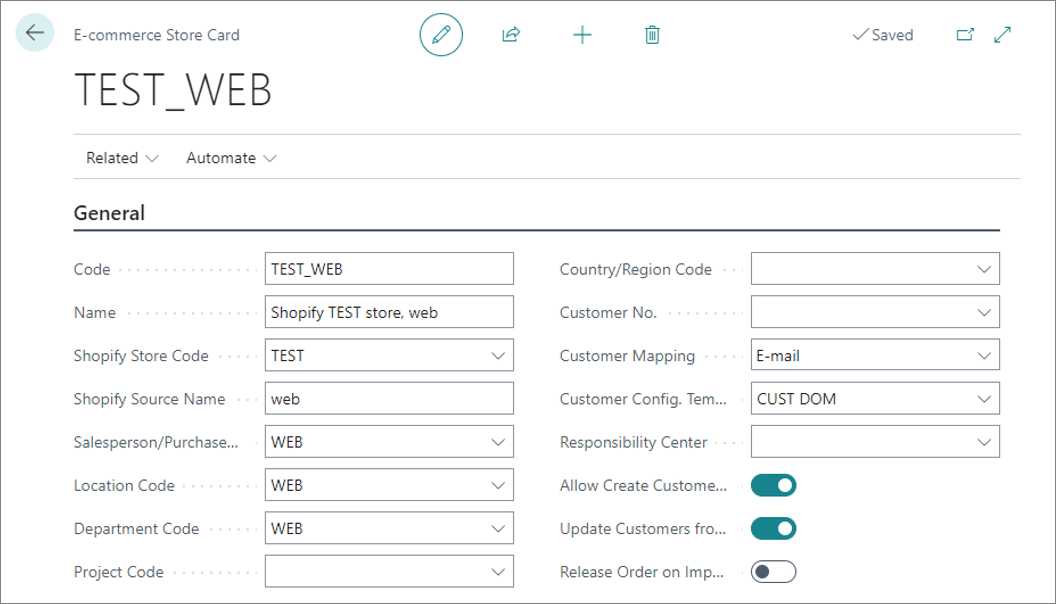 E-commerce Store Card
Saved
TEST_WEB
Related
Automate
General
Code
TEST_WEB
Name
Shopify TEST store, web
Shopify Store Code
TEST
Shopify Source Name
web
Salesperson/Purchase...
WEB
Location Code
WEB
Department Code
WEB
Project Code
Country/Region Code
Customer No.
Customer Mapping
E-mail
Customer Config. Tem...
CUST DOM
Responsibility Center
Allow Create Custome...
Update Customers fro...
Release Order on Imp...